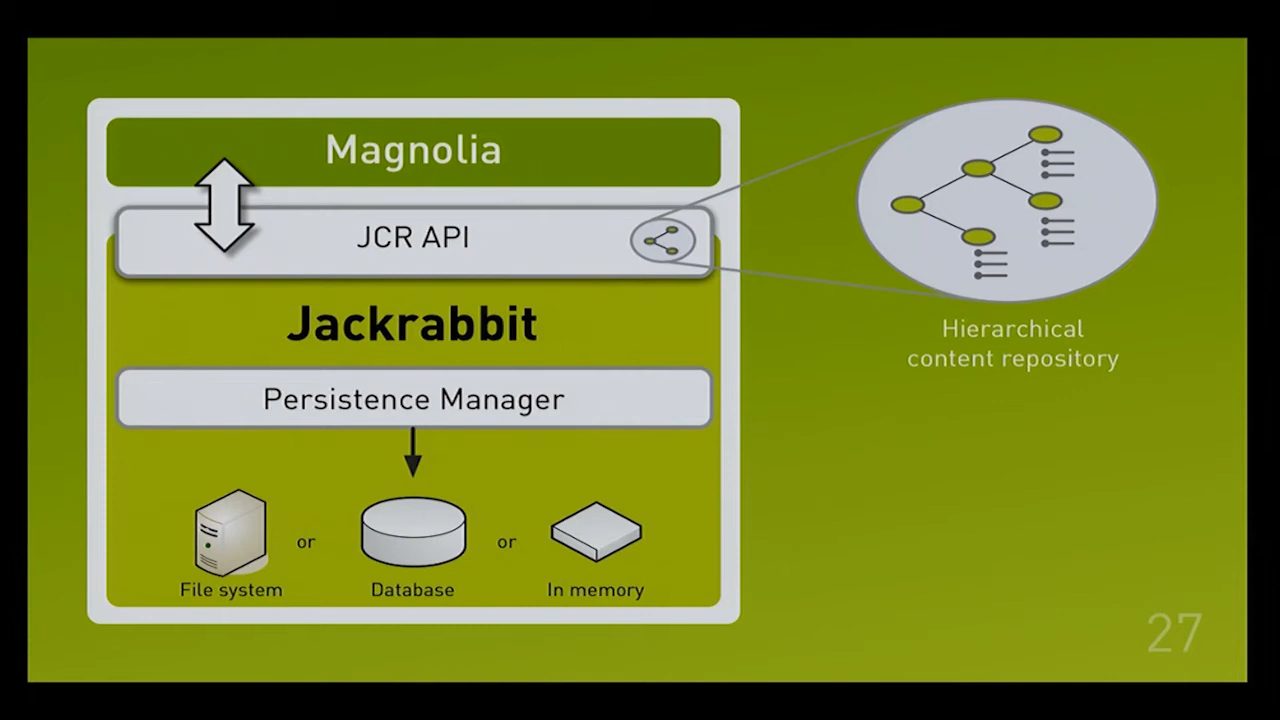 Magnolia
JCR API
Jackrabbit
Persistence Manager
or
or
File system
Database
In memory
Hierarchical
content repository
27